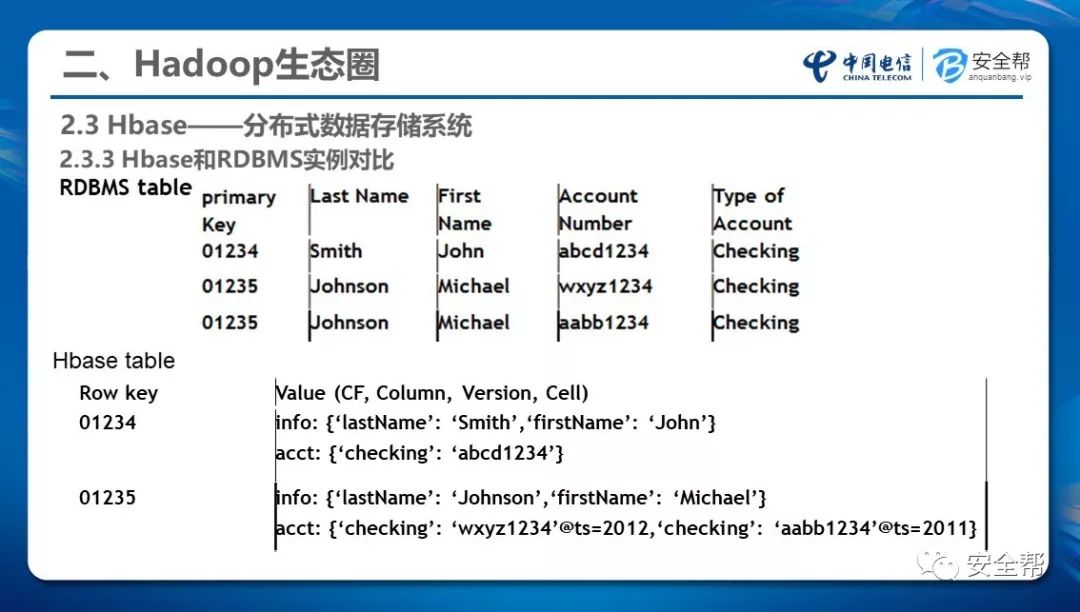 二、Hadoop生态圈
中国电信
CHINA TELECOM
安全帮
anquanbang.vip
2.3 Hbase——分布式数据存储系统
2.3.3 Hbase和RDBMS实例对比
RDBMS table
primary Key Last Name First Name Account Number Type of Account
01234 Smith John abcd1234 Checking
01235 Johnson Michael wxyz1234 Checking
01235 Johnson Michael aabb1234 Checking
Hbase table
Row key Value (CF, Column, Version, Cell)
01234 info: {‘lastName’: ‘Smith’,‘firstName’: ‘John’}
acct: {‘checking’: ‘abcd1234’}
01235 info: {‘lastName’: ‘Johnson’,‘firstName’: ‘Michael’}
acct: {‘checking’: ‘wxyz1234’@ts=2012,‘checking’: ‘aabb1234’@ts=2011}
安全帮